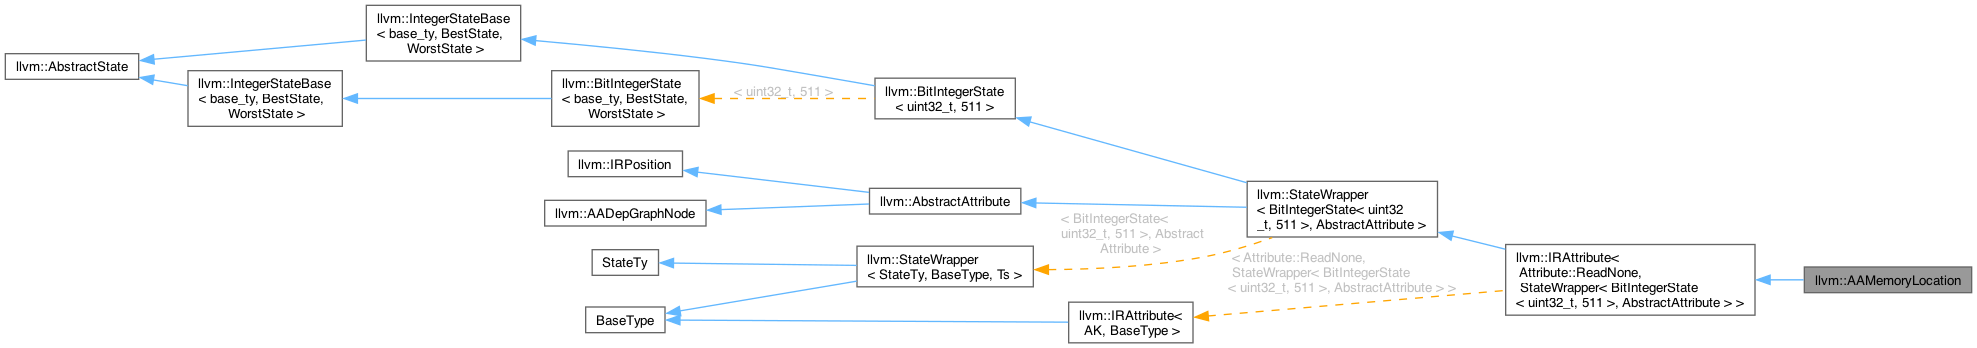 llvm::IntegerStateBase
< base_ty, BestState,
WorstState >
llvm::AbstractState
llvm::IntegerStateBase
< base_ty, BestState,
WorstState >
llvm::BitIntegerState
< base_ty, BestState,
WorstState >
< uint32_t, 511 >
llvm::BitIntegerState
< uint32_t, 511 >
llvm::IRPosition
llvm::AADepGraphNode
llvm::AbstractAttribute
llvm::StateWrapper
< BitIntegerState< uint32
_t, 511 >, AbstractAttribute >
< BitIntegerState<
uint32_t, 511 >, Abstract
Attribute >
StateTy
llvm::StateWrapper
< StateTy, BaseType, Ts >
< Attribute::ReadNone,
StateWrapper< BitIntegerState
< uint32_t, 511 >, AbstractAttribute > >
llvm::IRAttribute<
Attribute::ReadNone,
StateWrapper< BitIntegerState
< uint32_t, 511 >, AbstractAttribute > >
llvm::AAMemoryLocation
BaseType
llvm::IRAttribute<
AK, BaseType >